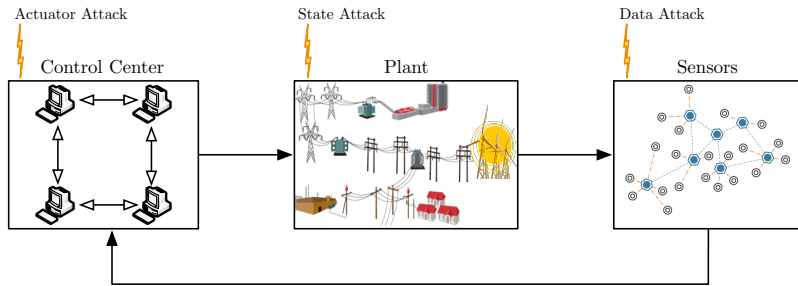 Actuator Attack
State Attack
Data Attack
Control Center
Plant
Sensors